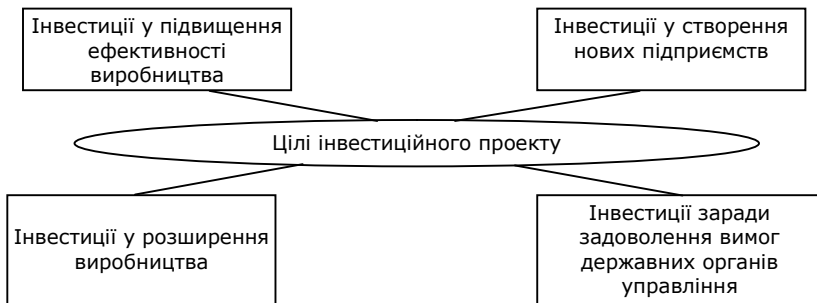 Інвестиції у підвищення
ефективності
виробництва
Інвестиції у створення
нових підприємств
Цілі інвестиційного проекту
Інвестиції у розширення
виробництва
Інвестиції заради
задоволення вимог
державних органів
управління